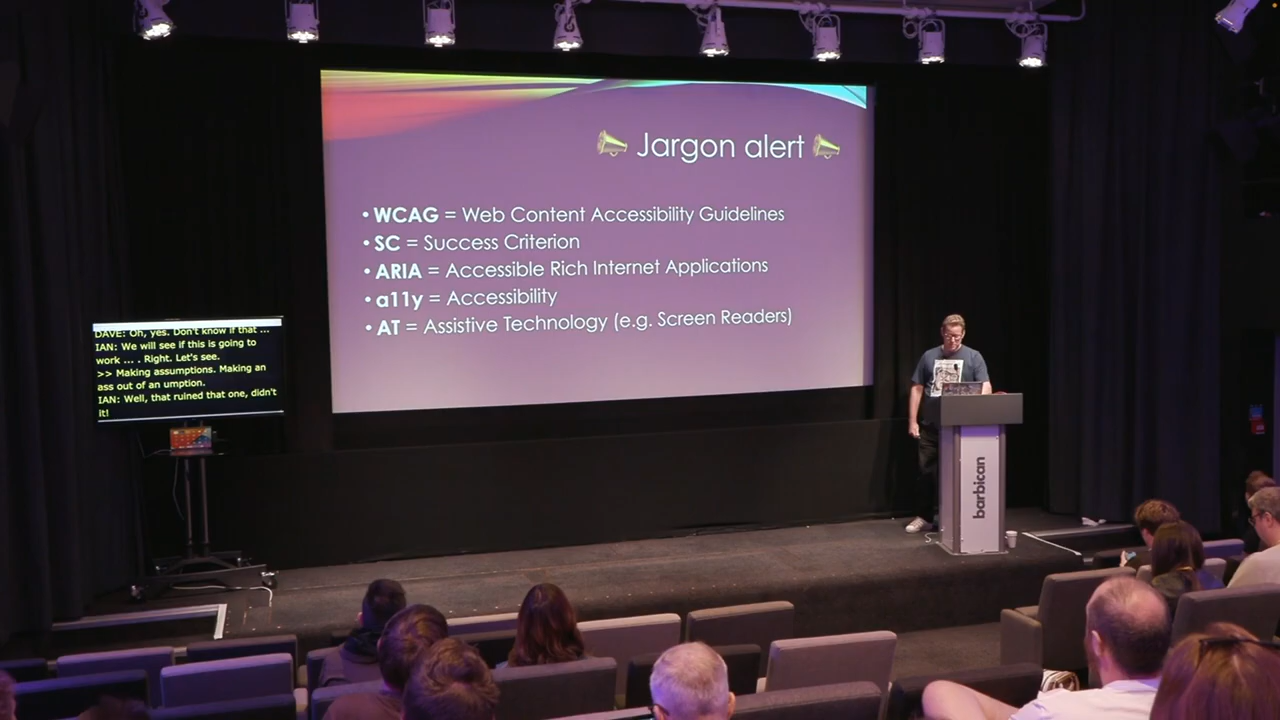 Jargon alert
• WCAG = Web Content Accessibility Guidelines
• SC = Success Criterion
• ARIA = Accessible Rich Internet Applications
• a11y = Accessibility
• AT = Assistive Technology (e.g. Screen Readers)
DAVE: Oh, yes. Don't know if that ...
IAN: We will see if this is going to
work ... . Right. Let's see.
>> Making assumptions. Making an
ass out of an umption.
IAN: Well, that ruined that one, didn't
it!
barbican